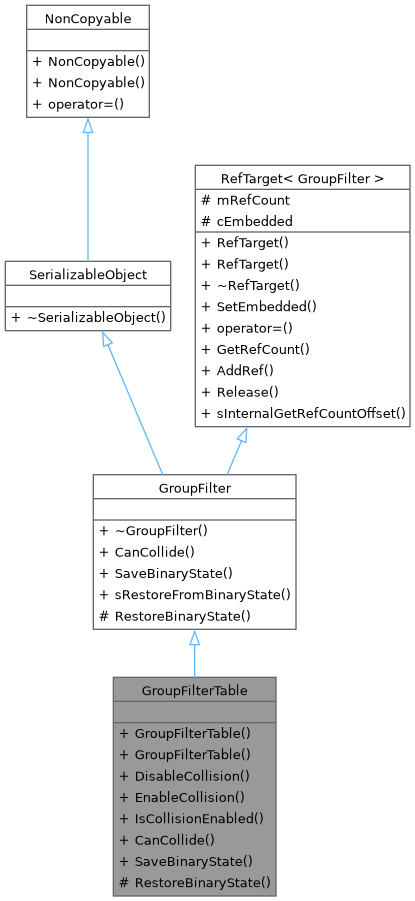 NonCopyable
+ NonCopyable()
+ NonCopyable()
+ operator=()
RefTarget< GroupFilter >
# mRefCount
# cEmbedded
+ RefTarget()
+ RefTarget()
+ ~RefTarget()
+ SetEmbedded()
+ operator=()
+ GetRefCount()
+ AddRef()
+ Release()
+ sInternalGetRefCountOffset()
SerializableObject
+ ~SerializableObject()
GroupFilter
+ ~GroupFilter()
+ CanCollide()
+ SaveBinaryState()
+ sRestoreFromBinaryState()
# RestoreBinaryState()
GroupFilterTable
+ GroupFilterTable()
+ GroupFilterTable()
+ DisableCollision()
+ EnableCollision()
+ IsCollisionEnabled()
+ CanCollide()
+ SaveBinaryState()
# RestoreBinaryState()